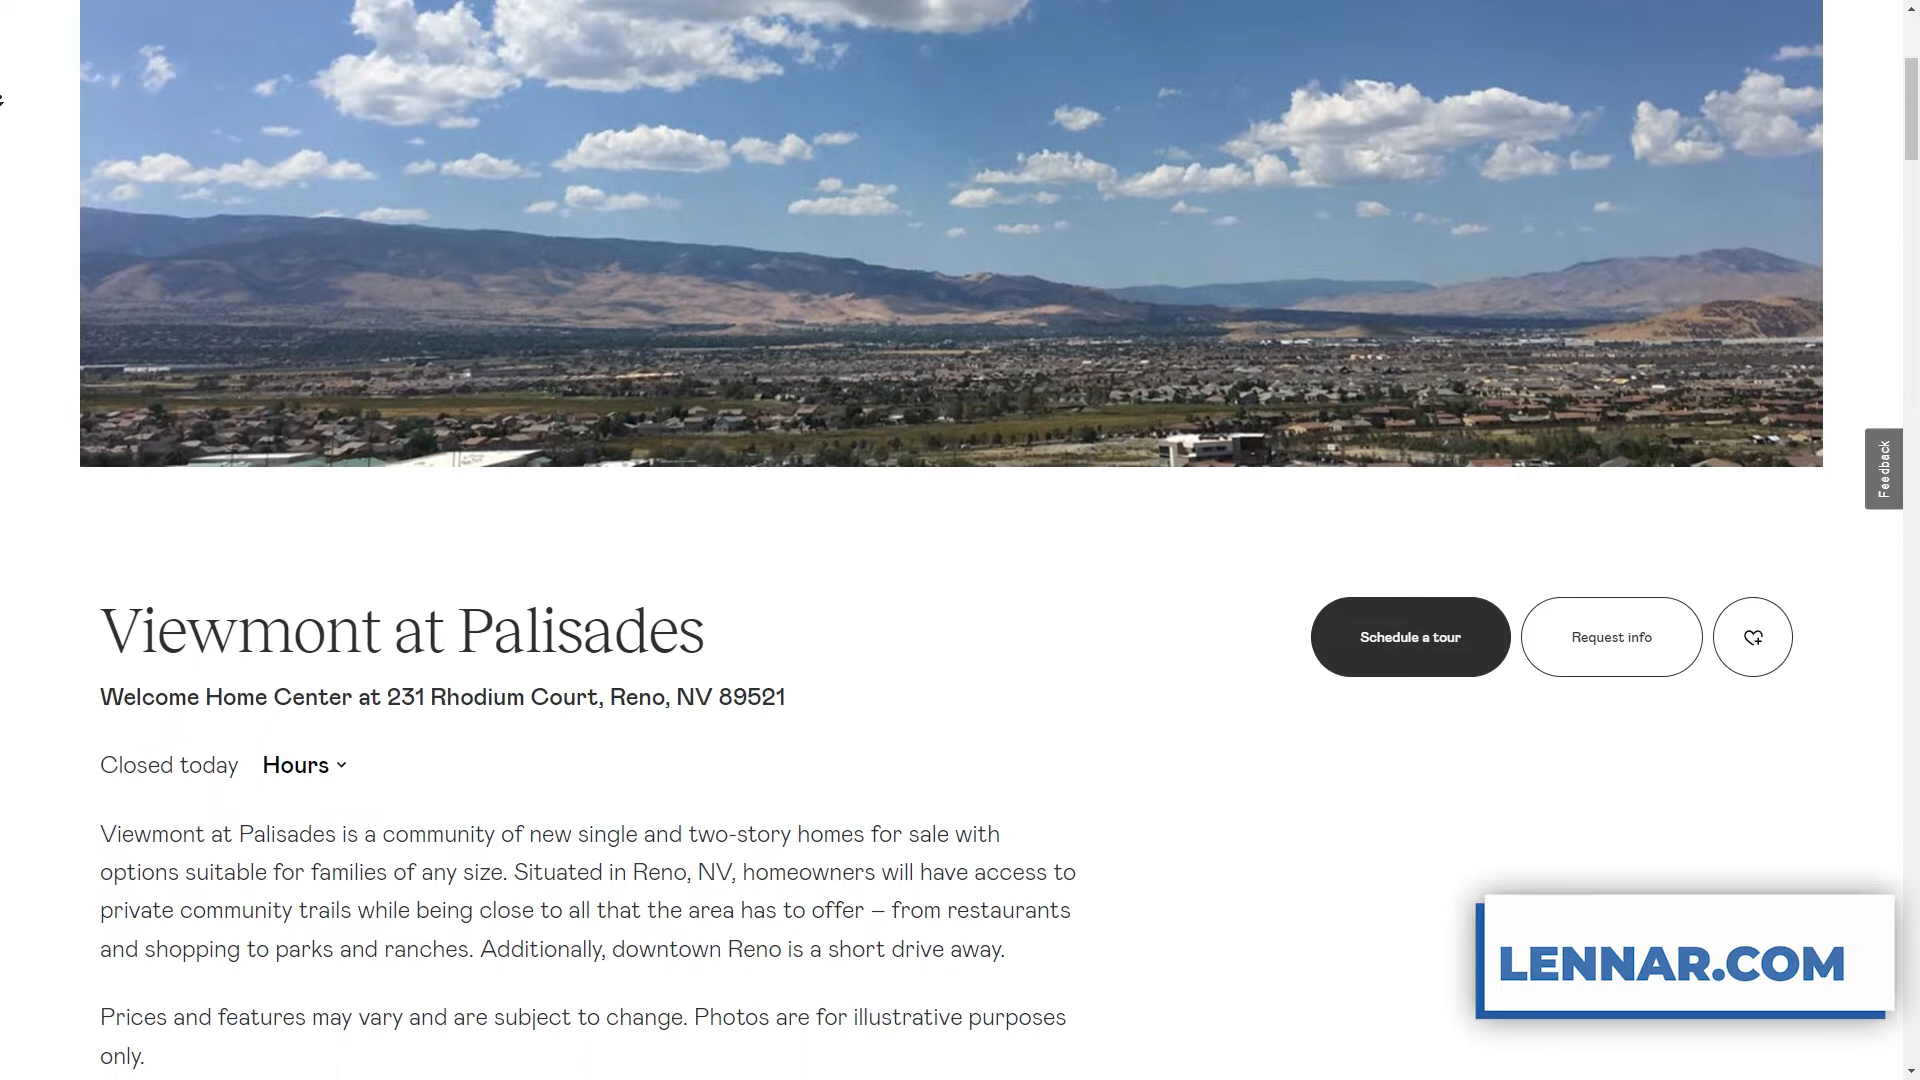 Feedback
Viewmont at Palisades
Schedule a tour
Request info
Welcome Home Center at 231 Rhodium Court, Reno, NV 89521
Closed today Hours
Viewmont at Palisades is a community of new single and two-story homes for sale with
options suitable for families of any size. Situated in Reno, NV, homeowners will have access to
private community trails while being close to all that the area has to offer – from restaurants
and shopping to parks and ranches. Additionally, downtown Reno is a short drive away.
Prices and features may vary and are subject to change. Photos are for illustrative purposes
only.
LENNAR.COM